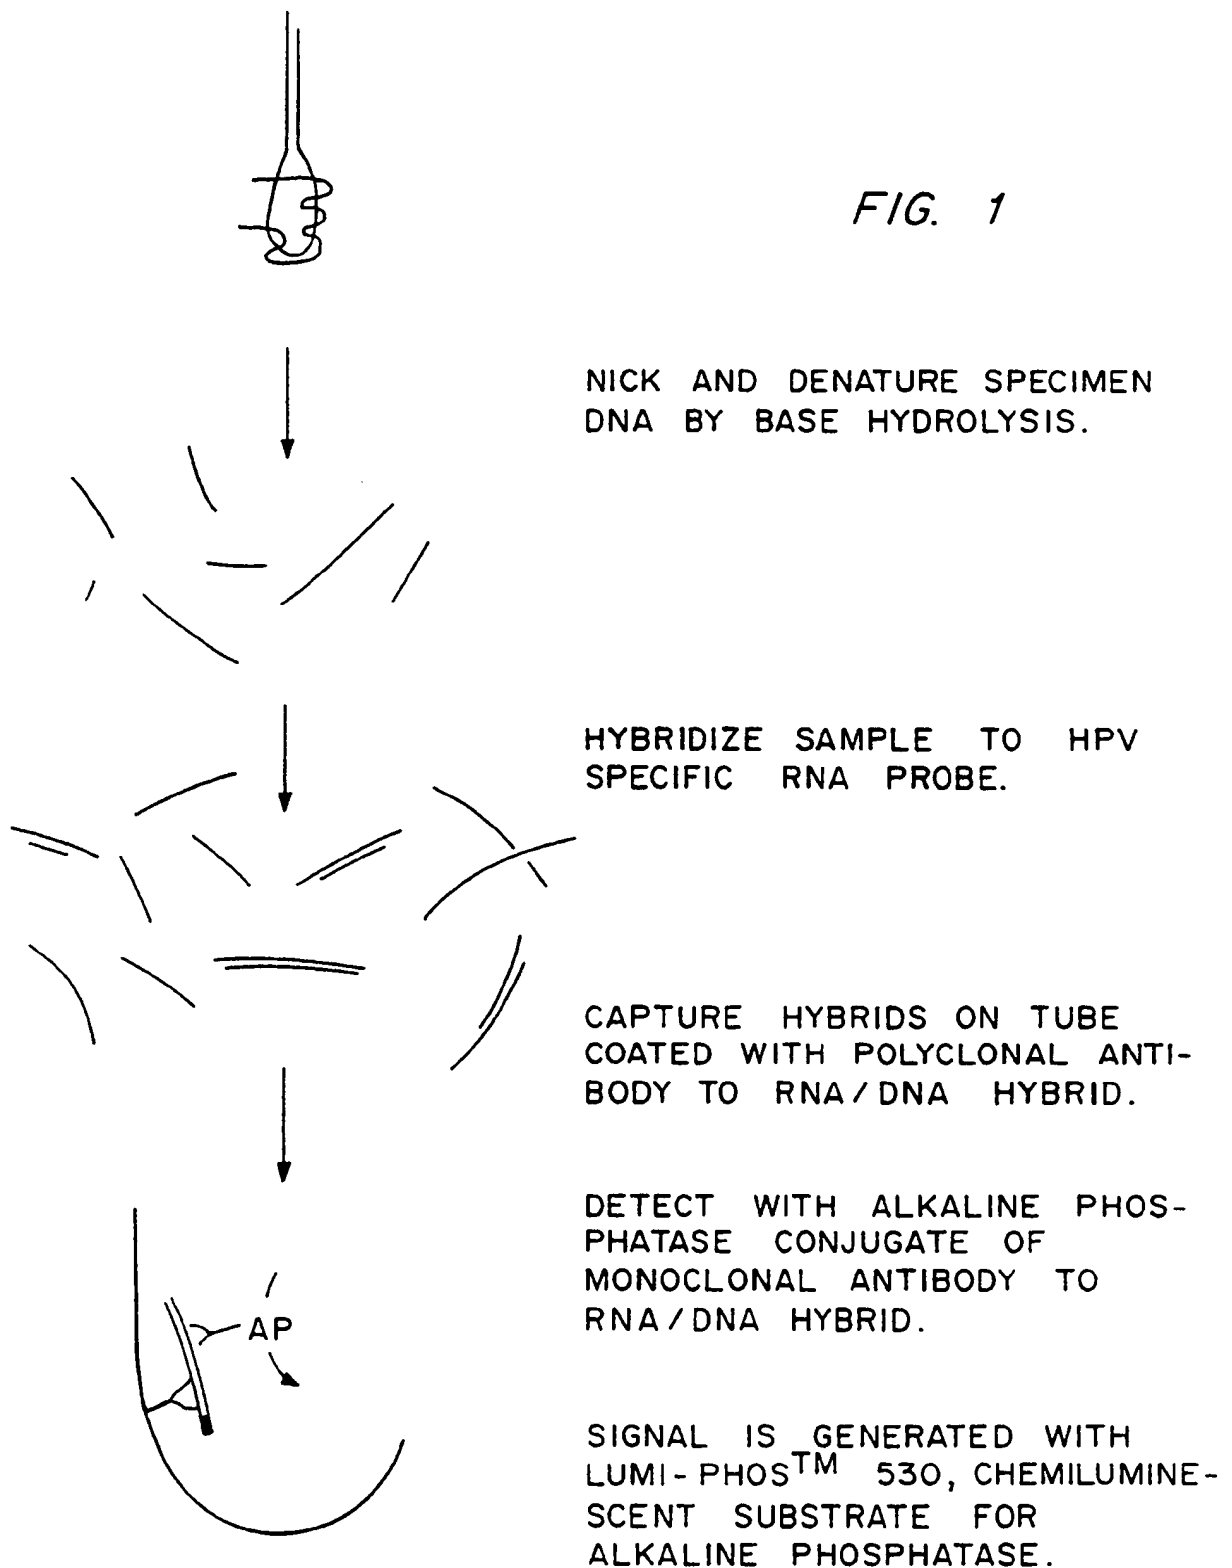 FIG. 1
NICK AND DENATURE SPECIMEN
DNA BY BASE HYDROLYSIS.
HYBRIDIZE SAMPLE TO HPV
SPECIFIC RNA PROBE.
CAPTURE HYBRIDS ON TUBE
COATED WITH POLYCLONAL ANTI-
BODY TO RNA/DNA HYBRID.
DETECT WITH ALKALINE PHOS-
PHATASE CONJUGATE OF
MONOCLONAL ANTIBODY TO
RNA/DNA HYBRID.
AP
SIGNAL IS GENERATED WITH
LUMI-PHOS™ 530, CHEMILUMINE-
SCENT SUBSTRATE FOR
ALKALINE PHOSPHATASE.